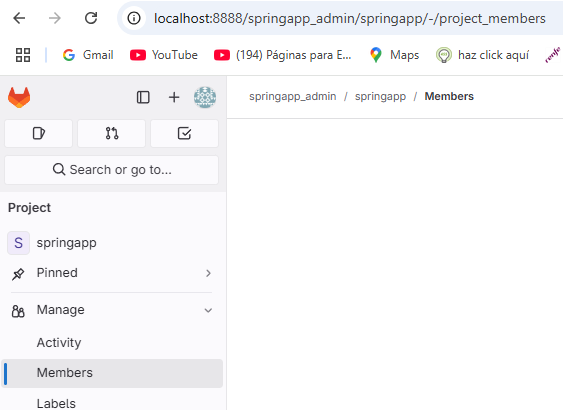 localhost:8888/springapp_admin/springapp/-/project_members
Gmail YouTube (194) Páginas para E... Maps haz click aquí
springapp_admin / springapp / Members
Search or go to...
Project
S springapp
Pinned
Manage
Activity
Members
Labels